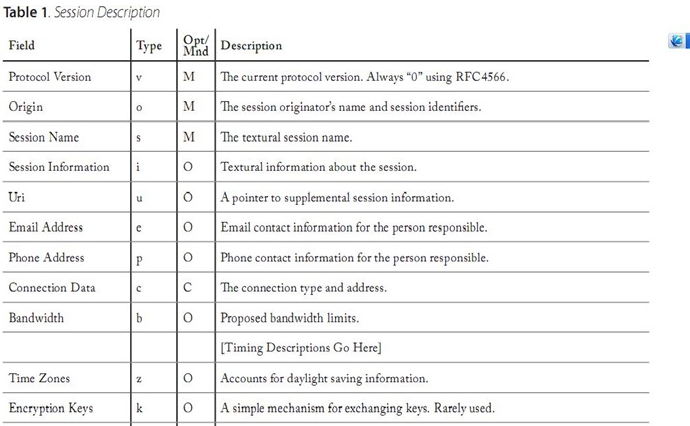 Table 1. Session Description
Field Type Opt/ Mnd Description
Protocol Version v M The current protocol version. Always “0” using RFC4566.
Origin o M The session originator’s name and session identifiers.
Session Name s M The textural session name.
Session Information i O Textural information about the session.
Uri u O A pointer to supplemental session information.
Email Address e O Email contact information for the person responsible.
Phone Address p O Phone contact information for the person responsible.
Connection Data c C The connection type and address.
Bandwidth b O Proposed bandwidth limits.
[Timing Descriptions Go Here]
Time Zones z O Accounts for daylight saving information.
Encryption Keys k O A simple mechanism for exchanging keys. Rarely used.